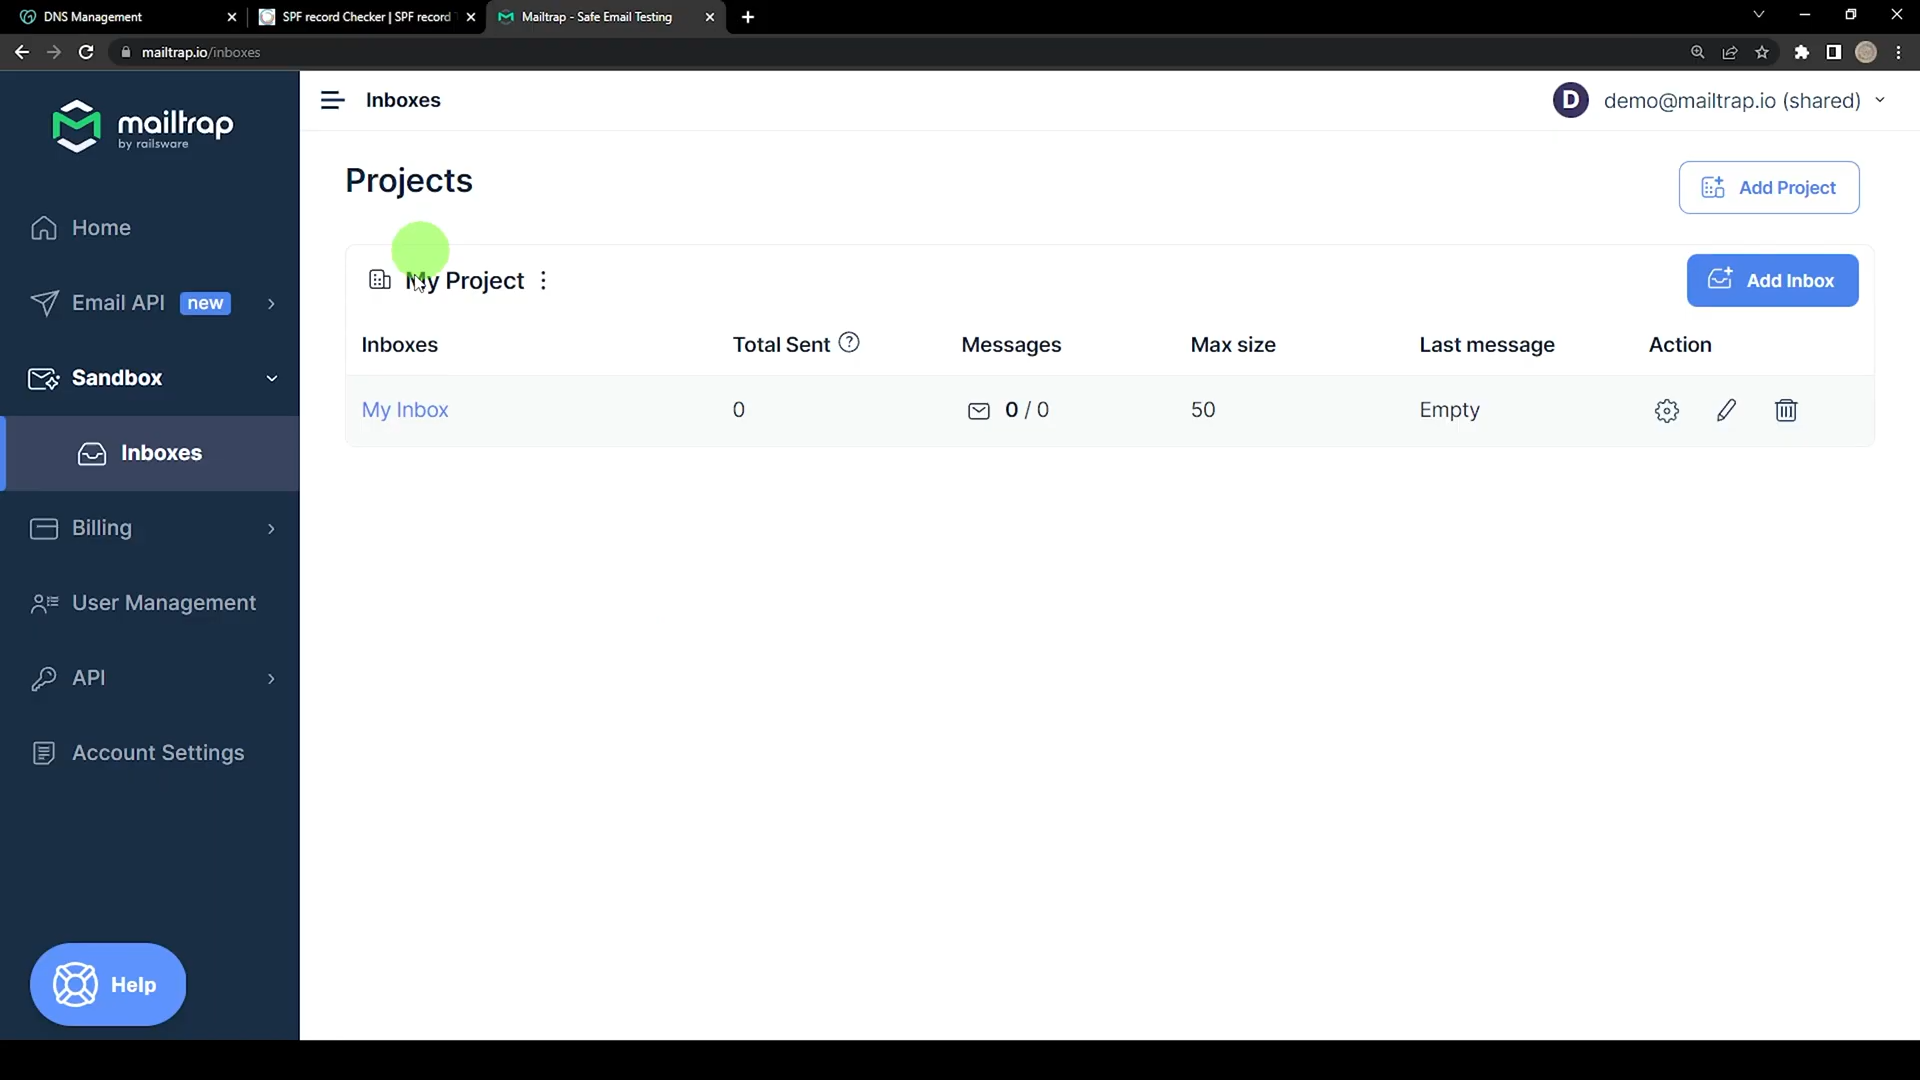 DNS Management
SPF record Checker | SPF record
Mailtrap - Safe Email Testing
mailtrap.io/inboxes
mailtrap
by railsware
Inboxes
D demo@mailtrap.io (shared)
Projects
Add Project
Home
Email API new
Sandbox
Inboxes
Billing
User Management
API
Account Settings
Help
My Project
Add Inbox
Inboxes Total Sent ? Messages Max size Last message Action
My Inbox 0 0 / 0 50 Empty